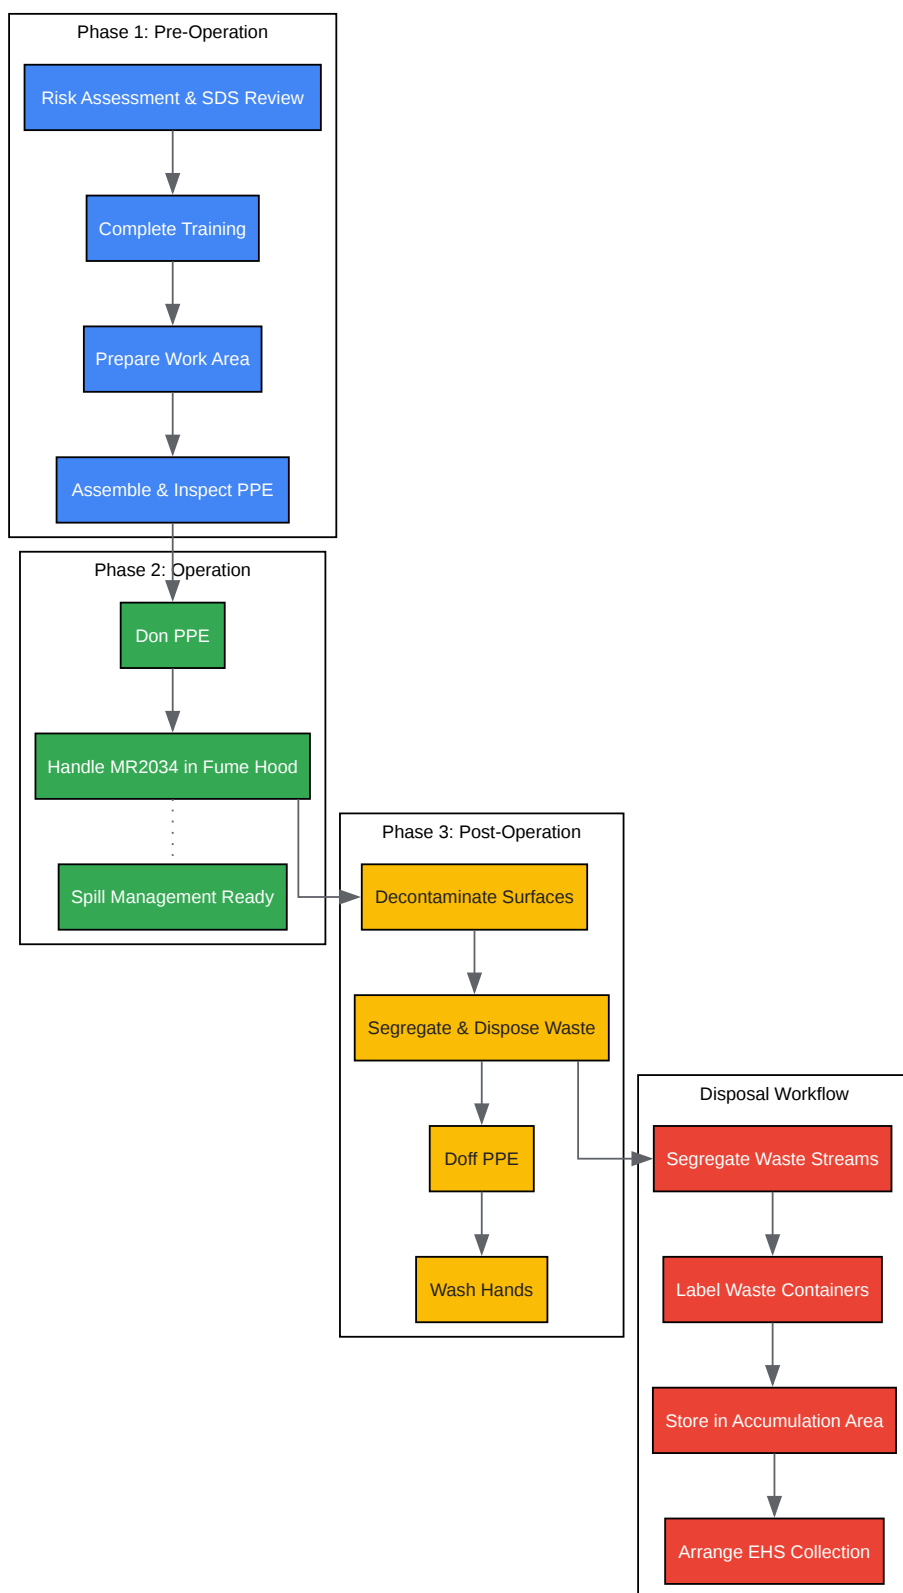 Phase 1: Pre-Operation
Risk Assessment & SDS Review
Complete Training
Prepare Work Area
Assemble & Inspect PPE
Phase 2: Operation
Don PPE
Handle MR2034 in Fume Hood
Spill Management Ready
Phase 3: Post-Operation
Decontaminate Surfaces
Segregate & Dispose Waste
Doff PPE
Wash Hands
Disposal Workflow
Segregate Waste Streams
Label Waste Containers
Store in Accumulation Area
Arrange EHS Collection